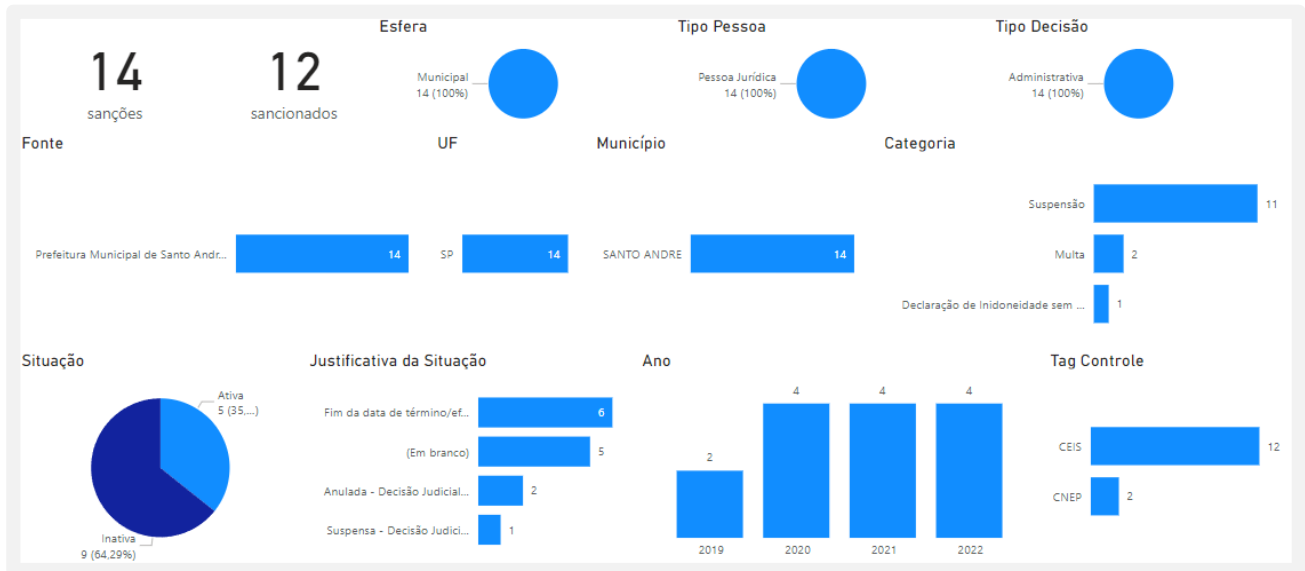 14
sanções
12
sancionados
Esfera
Municipal
14 (100%)
Tipo Pessoa
Pessoa Jurídica
14 (100%)
Tipo Decisão
Administrativa
14 (100%)
Fonte
Prefeitura Municipal de Santo Andr...
14
UF
SP
14
Município
SANTO ANDRE
14
Categoria
Suspensão
11
Multa
2
Declaração de Inidoneidade sem ...
1
Situação
Ativa
5 (35,...)
Inativa
9 (64,29%)
Justificativa da Situação
Fim da data de término/ef...
6
(Em branco)
5
Anulada - Decisão Judicial...
2
Suspensa - Decisão Judici...
1
Ano
2
4
4
4
2019
2020
2021
2022
Tag Controle
CEIS
12
CNEP
2